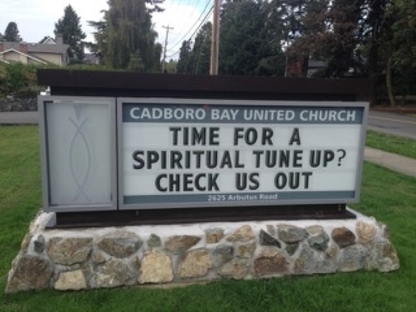 CADBORO BAY UNITED CHURCH
TIME FOR A
SPIRITUAL TUNE UP?
CHECK US OUT
2625 Arbutus Road